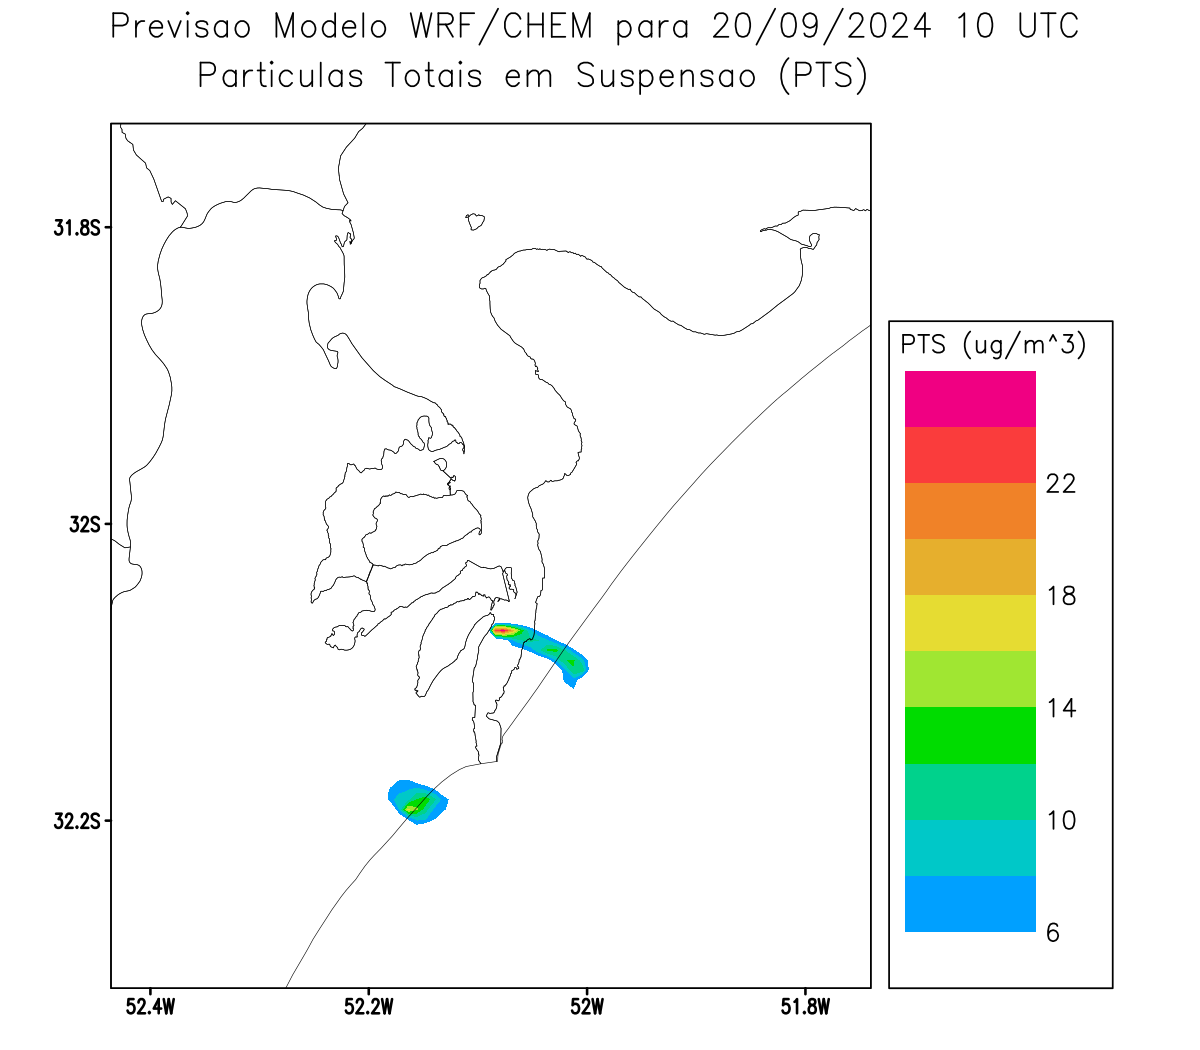 Previsao Modelo WRF/CHEM para 20/09/2024 10 UTC
Particulas Totais em Suspensao (PTS)
31.8S
32S
32.2S
52.4W
52.2W
52W
51.8W
PTS (ug/m^3)
22
18
14
10
6